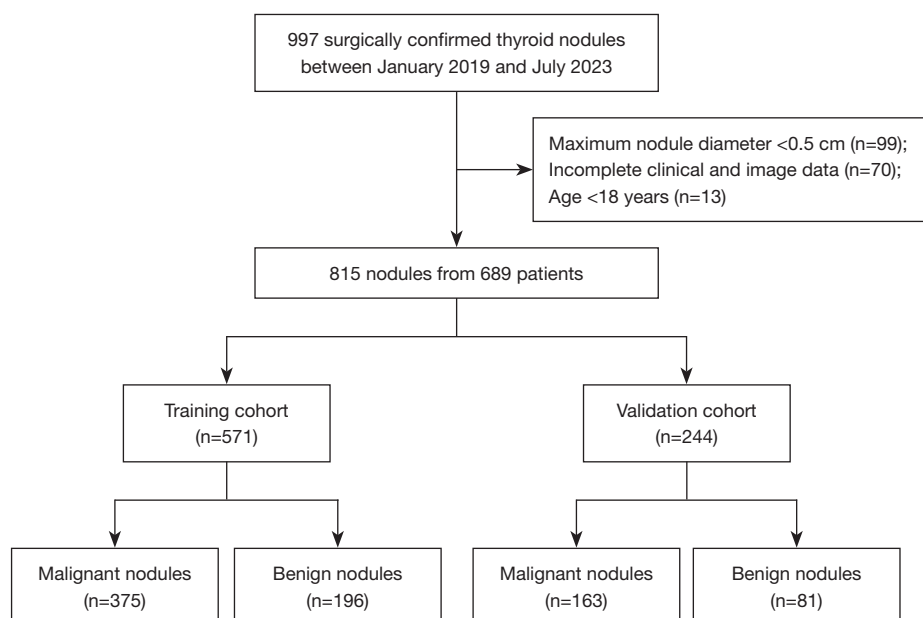 997 surgically confirmed thyroid nodules
between January 2019 and July 2023
Maximum nodule diameter <0.5 cm (n=99);
Incomplete clinical and image data (n=70);
Age <18 years (n=13)
815 nodules from 689 patients
Training cohort
(n=571)
Validation cohort
(n=244)
Malignant nodules
(n=375)
Benign nodules
(n=196)
Malignant nodules
(n=163)
Benign nodules
(n=81)